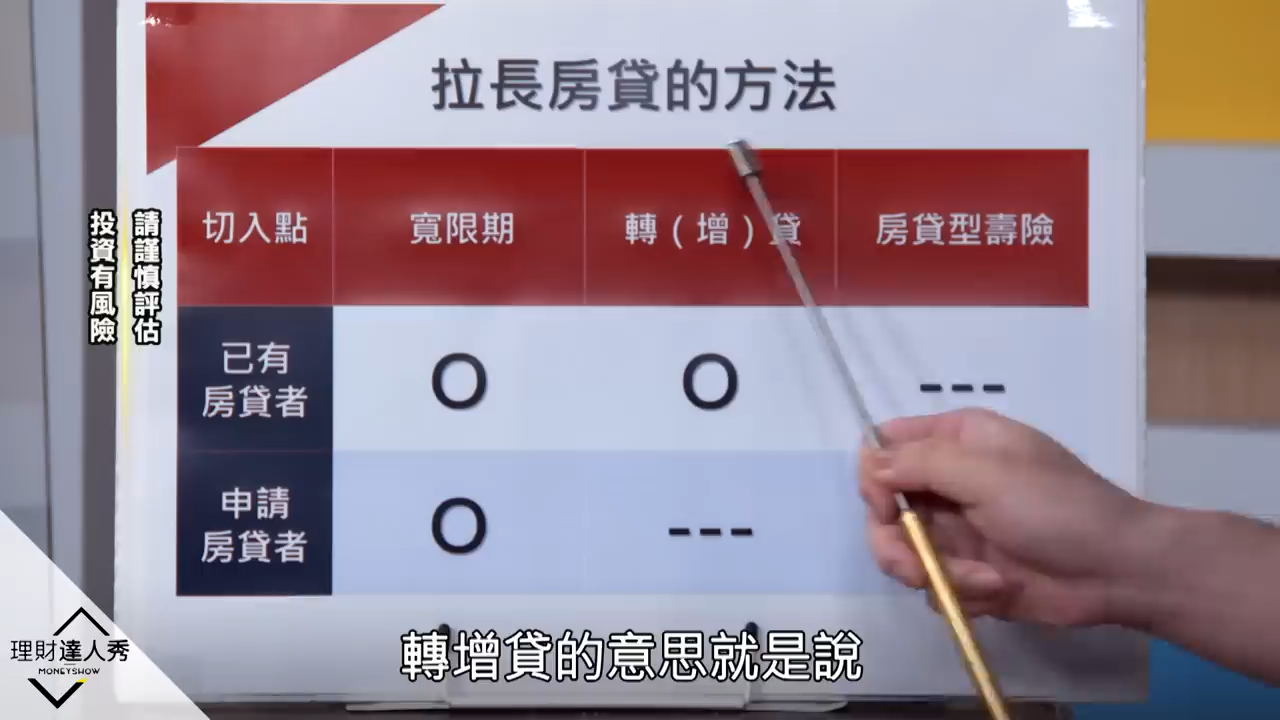 拉長房貸的方法
切入點
寬限期
轉（增）貸
房貸型壽險
已有
房貸者
O
O
---
申請
房貸者
O
---
請謹慎評估
投資有風險
理財達人秀
MONEYSHOW
轉增貸的意思就是說